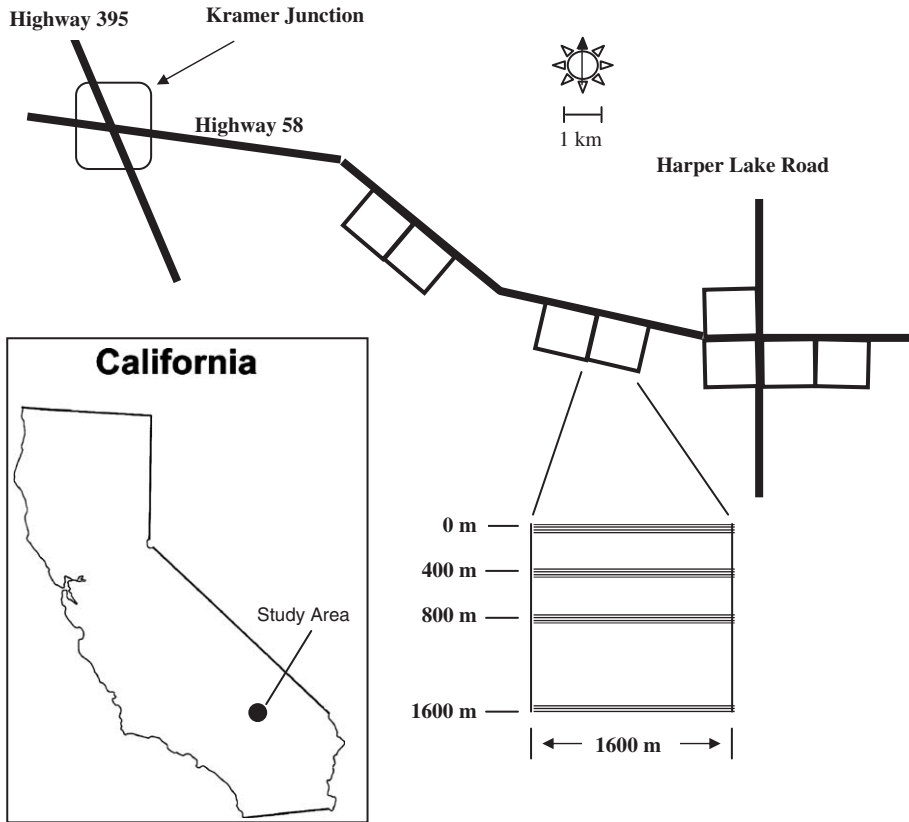 Highway 395
Kramer Junction
Highway 58
1 km
Harper Lake Road
California
Study Area
0 m
400 m
800 m
1600 m
1600 m